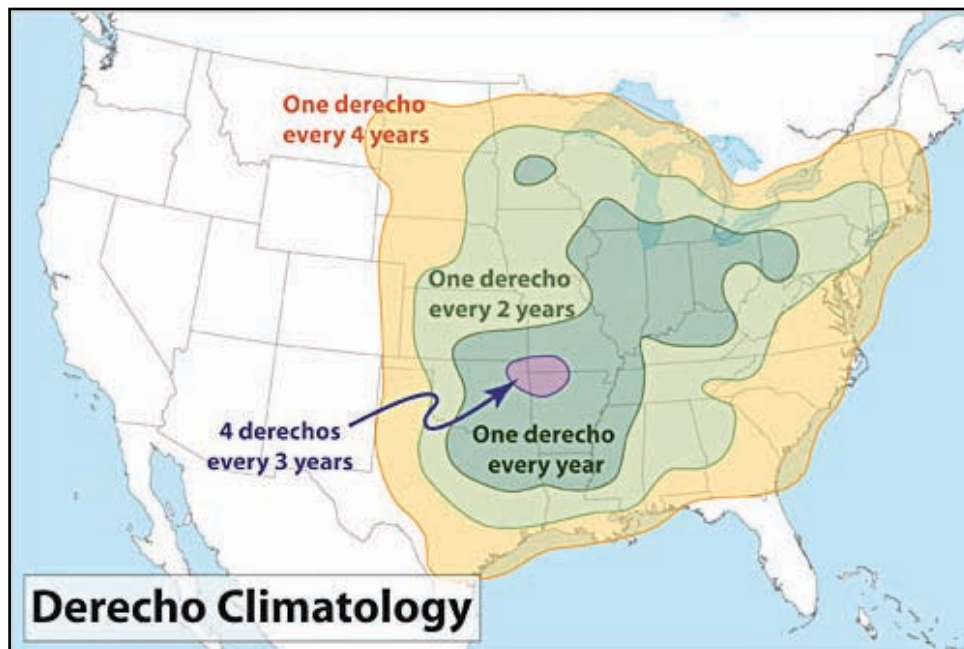 One derecho
every 4 years
One derecho
every 2 years
4 derechos
every 3 years
One derecho
every year
Derecho Climatology